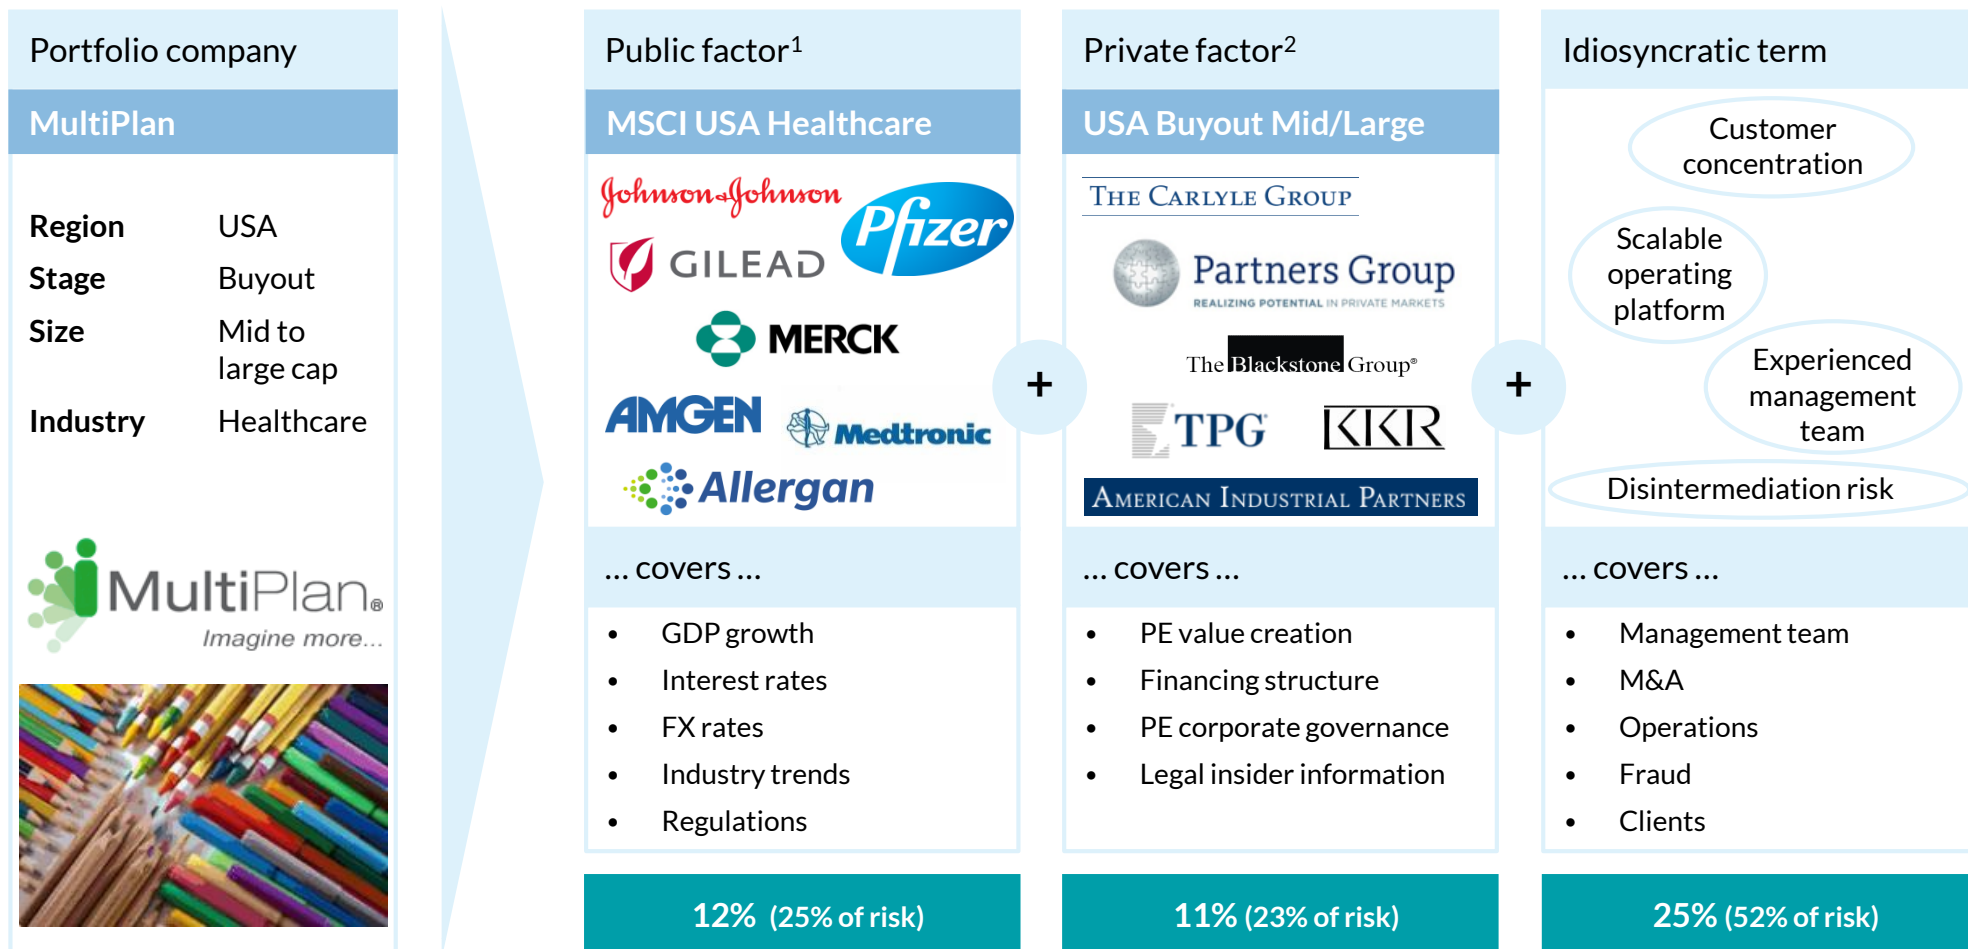 Portfolio company
MultiPlan
Region USA
Stage Buyout
Size Mid to
large cap
Industry Healthcare
MultiPlan®
Imagine more...
Public factor1
MSCI USA Healthcare
Johnson & Johnson
Pfizer
GILEAD
MERCK
AMGEN
Medtronic
Allergan
... covers ...
• GDP growth
• Interest rates
• FX rates
• Industry trends
• Regulations
12% (25% of risk)
+
Private factor2
USA Buyout Mid/Large
THE CARLYLE GROUP
Partners Group
REALIZING POTENTIAL IN PRIVATE MARKETS
The Blackstone Group®
TPG
KKR
AMERICAN INDUSTRIAL PARTNERS
... covers ...
• PE value creation
• Financing structure
• PE corporate governance
• Legal insider information
11% (23% of risk)
+
Idiosyncratic term
Customer
concentration
Scalable
operating
platform
Experienced
management
team
Disintermediation risk
... covers ...
• Management team
• M&A
• Operations
• Fraud
• Clients
25% (52% of risk)